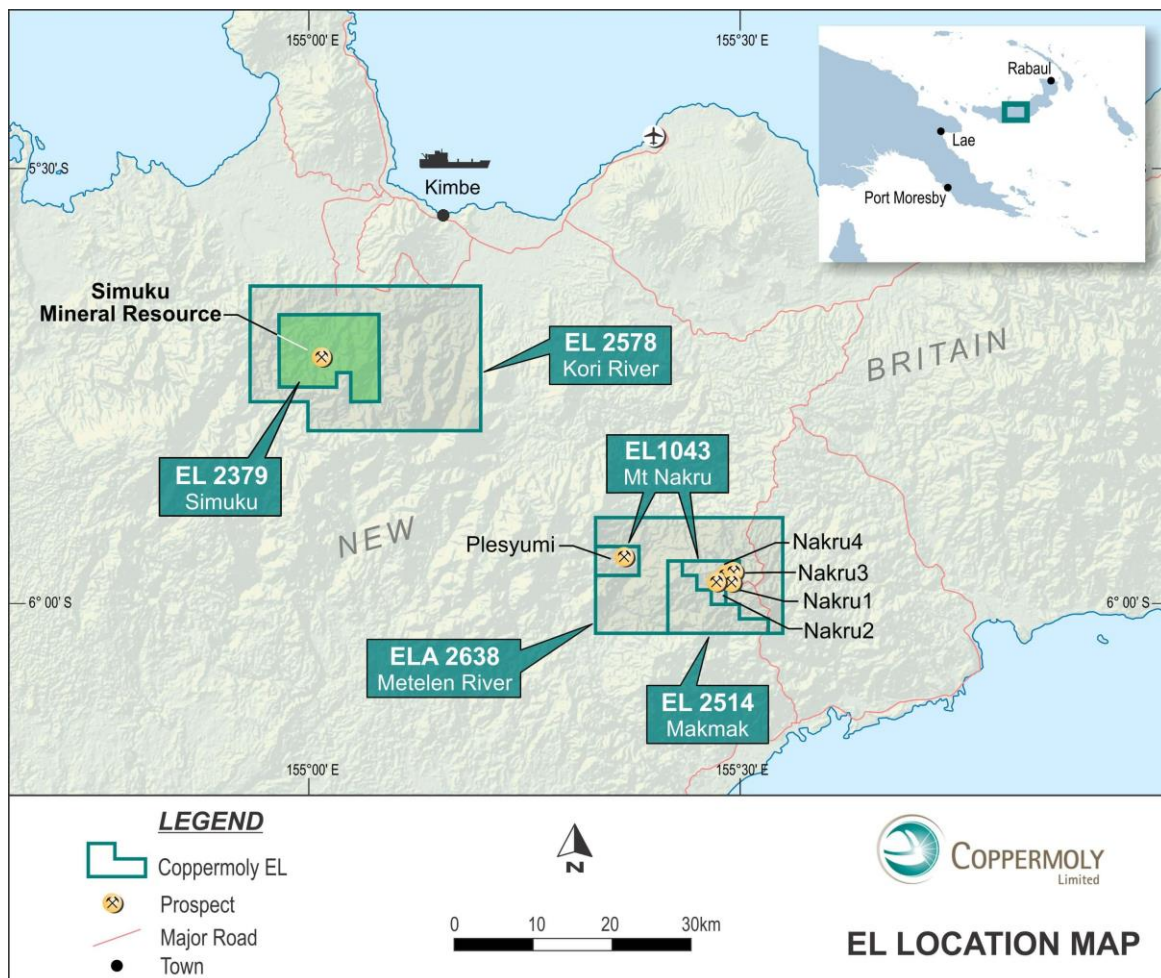 155° 00' E
155° 30' E
Rabaul
Lae
Port Moresby
5° 30' S
Kimbe
Simuku
Mineral Resource
BRITAIN
EL 2578
Kori River
EL1043
Mt Nakru
EL 2379
Simuku
NEW
Plesyumi
Nakru4
Nakru3
Nakru1
Nakru2
6° 00' S
6° 00' S
ELA 2638
Metelen River
EL 2514
Makmak
155° 00' E
155° 30' E
LEGEND
Coppermoly EL
Prospect
Major Road
Town
N
0 10 20 30km
COPPERMOLY
Limited
EL LOCATION MAP